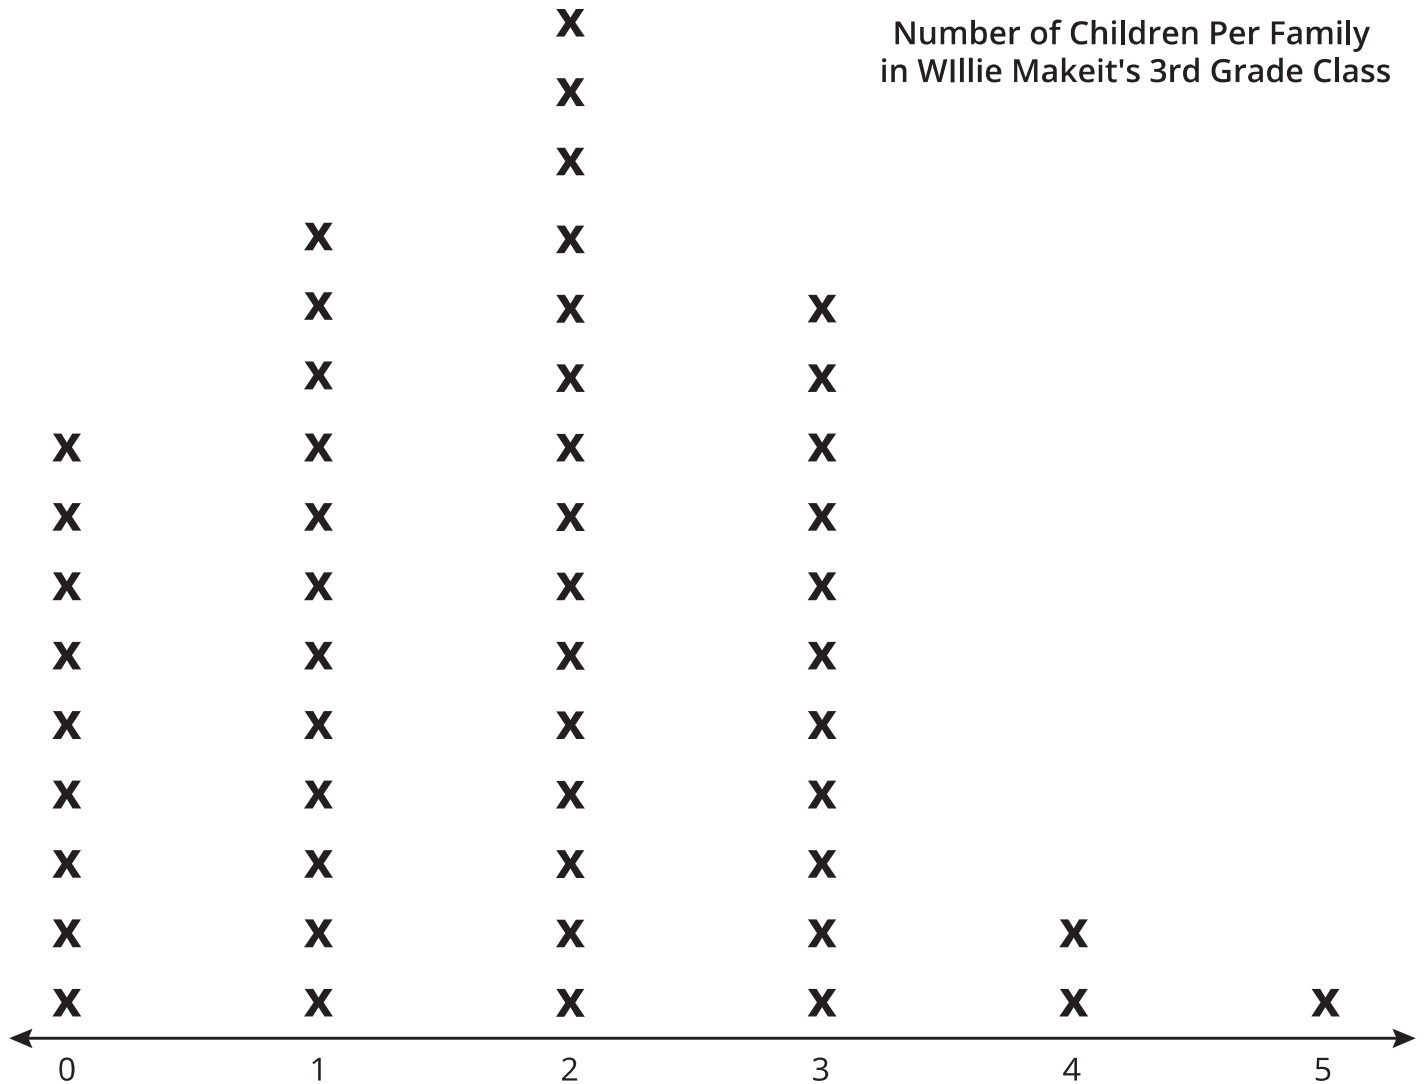 Number of Children Per Family
in WIllie Makeit's 3rd Grade Class
x
x
x
x x
x x x
x x x
x x x x
x x x x
x x x x
x x x x
x x x x
x x x x
x x x x
x x x x x
x x x x x x
0 1 2 3 4 5